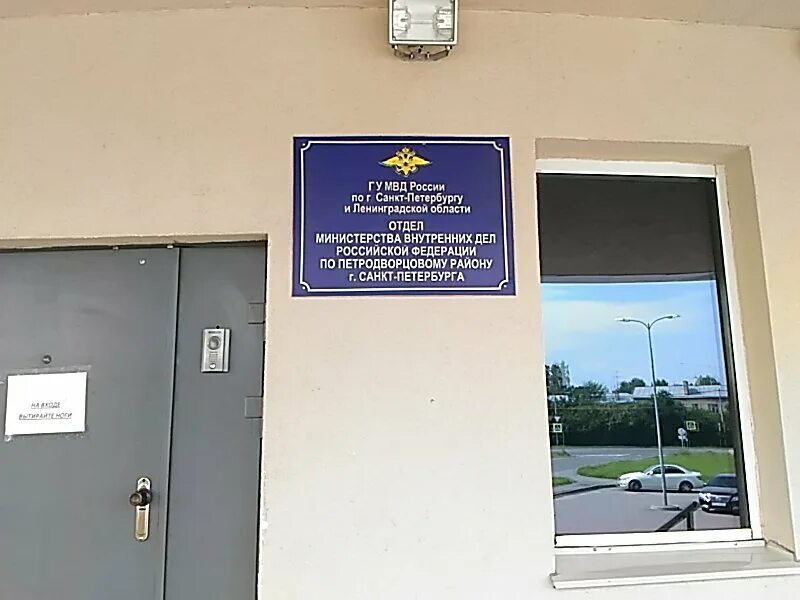 ГУ МВД России
по г. Санкт-Петербургу
и Ленинградской области
ОТДЕЛ
МИНИСТЕРСТВА ВНУТРЕННИХ ДЕЛ
РОССИЙСКОЙ ФЕДЕРАЦИИ
ПО ПЕТРОДВОРЦОВОМУ РАЙОНУ
г. САНКТ-ПЕТЕРБУРГА
НА ВХОДЕ
ВЫТИРАЙТЕ НОГИ